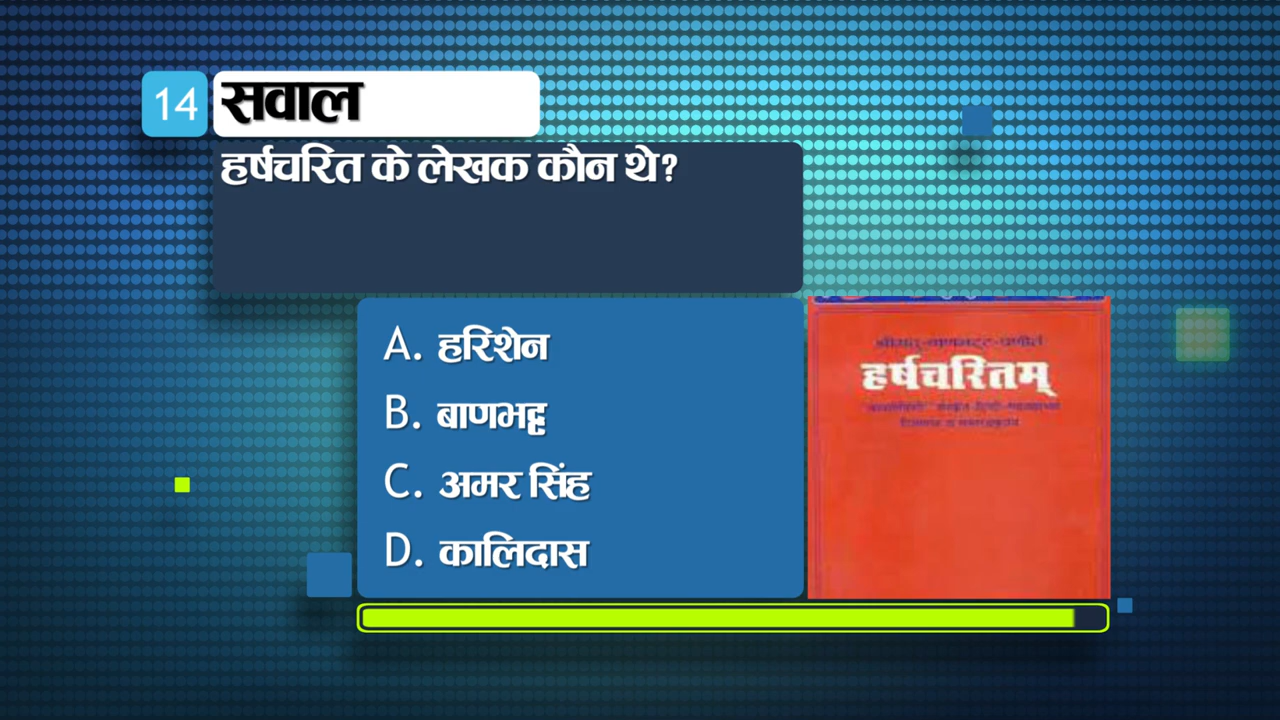 14 सवाल
हर्षचरित के लेखक कौन थे?
A. हरिशेन
B. बाणभट्ट
C. अमर सिंह
D. कालिदास
हर्षचरितम्